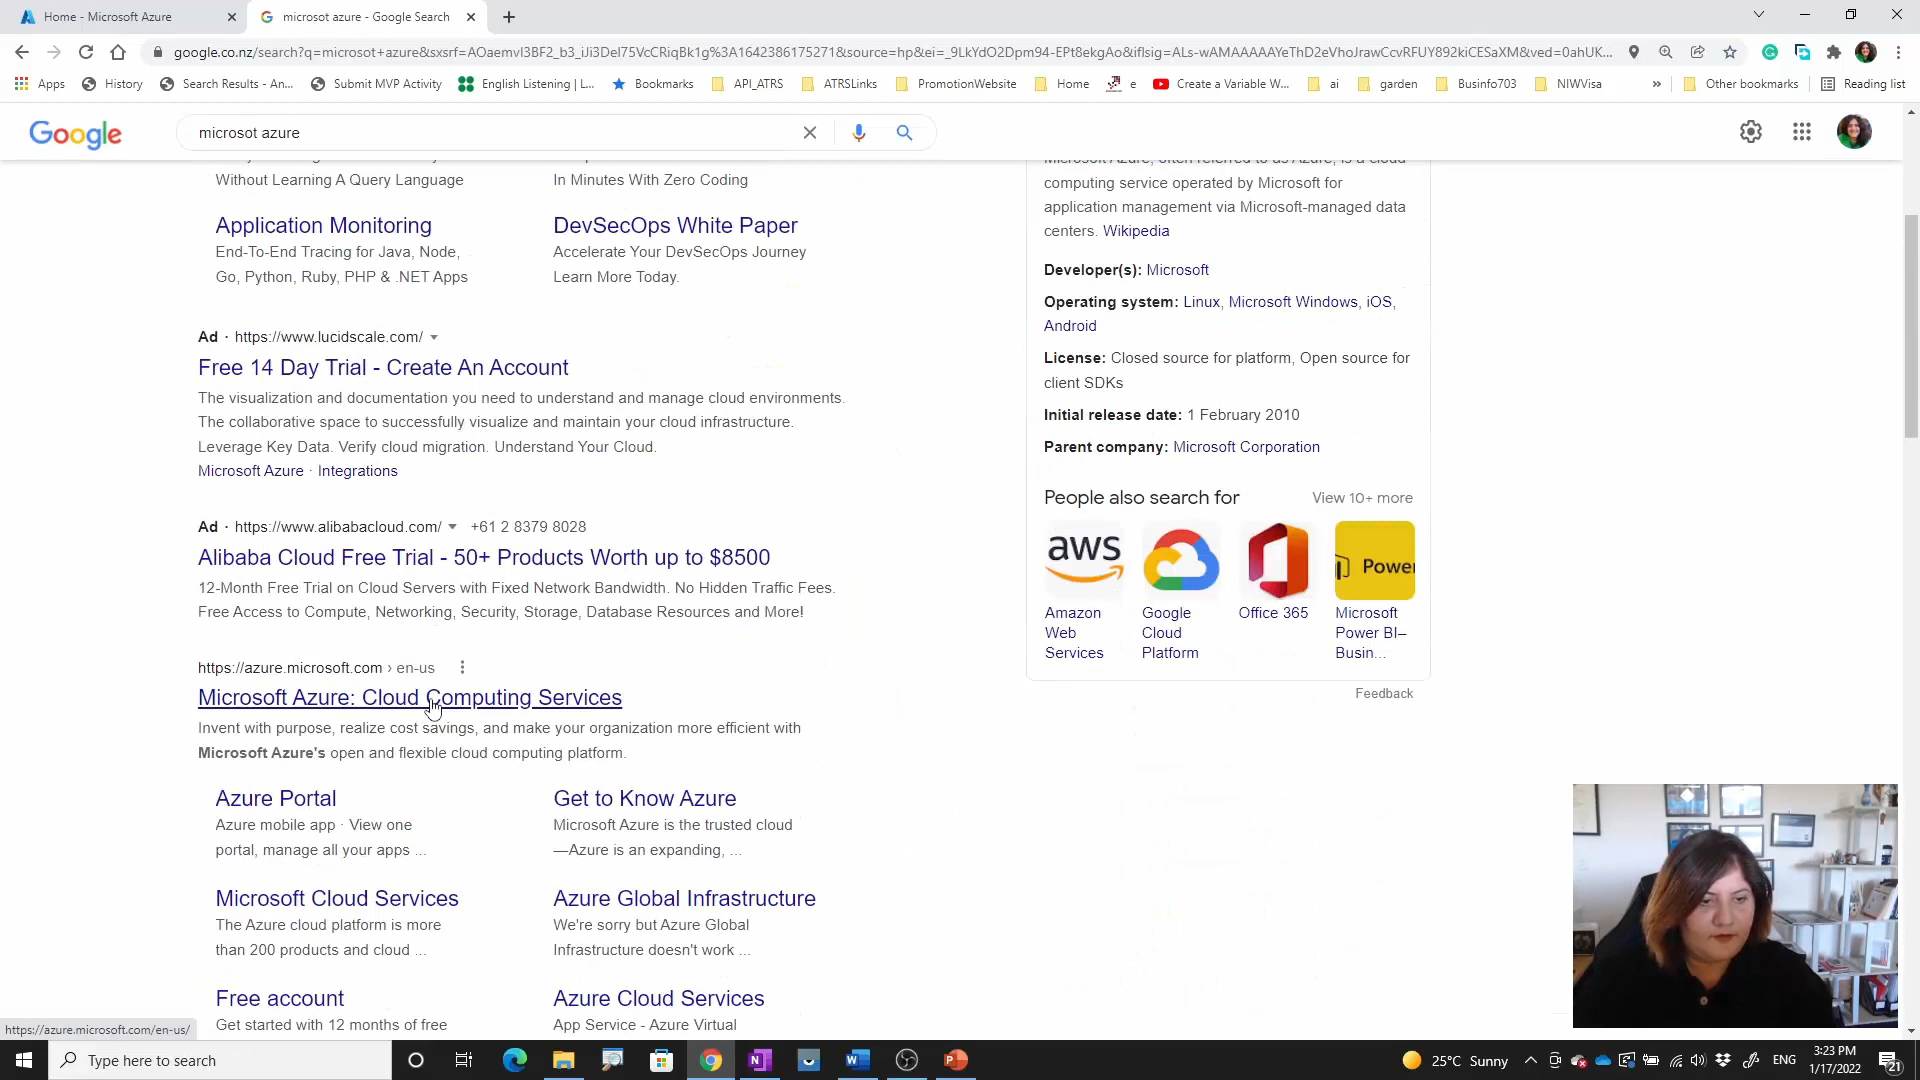 Home - Microsoft Azure
microsot azure - Google Search
google.co.nz/search?q=microsot+azure&sxsrf=AOaemvI3BF2_b3_iJi3Del75VcCRiqBk1g%3A1642386175271&source=hp&ei=_9LkYdO2Dpm94-EPt8ekgAo&iflsig=ALs-wAMAAAAAYeThD2eVhoJrawCcvRFUY892kiCESaXM&ved=0ahUK...
Apps
History
Search Results - An...
Submit MVP Activity
English Listening | L...
Bookmarks
API_ATRS
ATRSLinks
PromotionWebsite
Home
e
Create a Variable W...
ai
garden
Businfo703
NIWVisa
»
Other bookmarks
Reading list
Google
microsot azure
Without Learning A Query Language
In Minutes With Zero Coding
Application Monitoring
End-To-End Tracing for Java, Node,
Go, Python, Ruby, PHP & .NET Apps
DevSecOps White Paper
Accelerate Your DevSecOps Journey
Learn More Today.
Ad · https://www.lucidscale.com/
Free 14 Day Trial - Create An Account
The visualization and documentation you need to understand and manage cloud environments.
The collaborative space to successfully visualize and maintain your cloud infrastructure.
Leverage Key Data. Verify cloud migration. Understand Your Cloud.
Microsoft Azure · Integrations
Ad · https://www.alibabacloud.com/ +61 2 8379 8028
Alibaba Cloud Free Trial - 50+ Products Worth up to $8500
12-Month Free Trial on Cloud Servers with Fixed Network Bandwidth. No Hidden Traffic Fees.
Free Access to Compute, Networking, Security, Storage, Database Resources and More!
https://azure.microsoft.com › en-us
Microsoft Azure: Cloud Computing Services
Invent with purpose, realize cost savings, and make your organization more efficient with
Microsoft Azure's open and flexible cloud computing platform.
Azure Portal
Azure mobile app · View one
portal, manage all your apps ...
Get to Know Azure
Microsoft Azure is the trusted cloud
—Azure is an expanding, ...
Microsoft Cloud Services
The Azure cloud platform is more
than 200 products and cloud ...
Azure Global Infrastructure
We're sorry but Azure Global
Infrastructure doesn't work ...
Free account
Get started with 12 months of free
Azure Cloud Services
App Service - Azure Virtual
Microsoft Azure, often referred to as Azure, is a cloud
computing service operated by Microsoft for
application management via Microsoft-managed data
centers. Wikipedia
Developer(s): Microsoft
Operating system: Linux, Microsoft Windows, iOS,
Android
License: Closed source for platform, Open source for
client SDKs
Initial release date: 1 February 2010
Parent company: Microsoft Corporation
People also search for
View 10+ more
aws
Power
Amazon
Web
Services
Google
Cloud
Platform
Office 365
Microsoft
Power BI–
Busin...
Feedback
https://azure.microsoft.com/en-us/
Type here to search
25°C Sunny
ENG
3:23 PM
1/17/2022
21